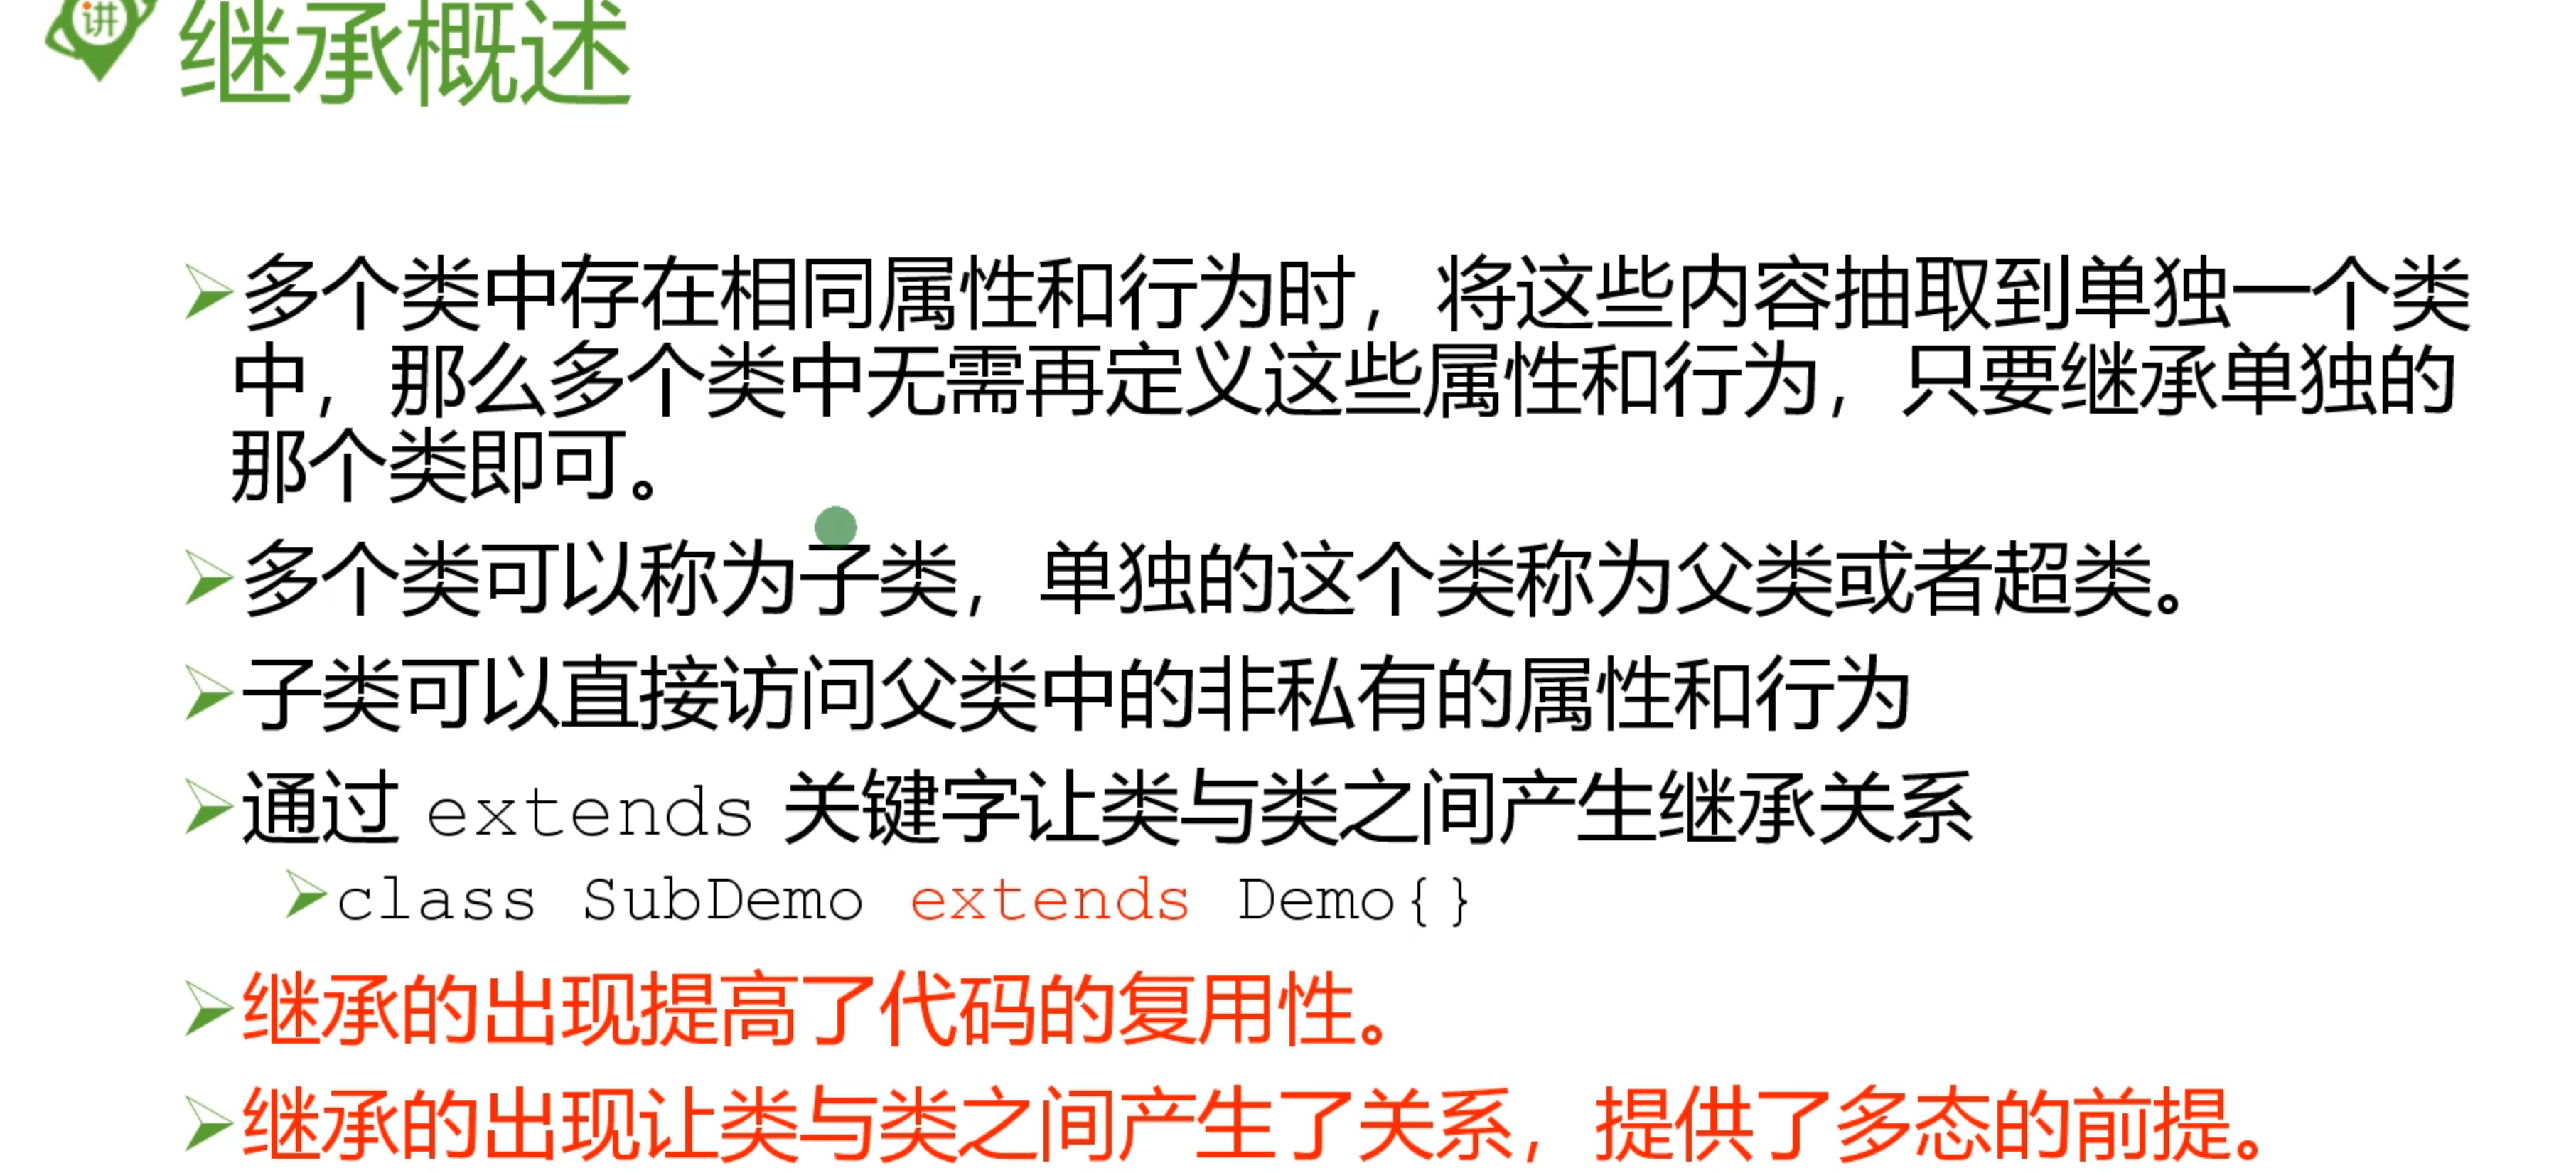 讲
继承概述
多个类中存在相同属性和行为时，将这些内容抽取到单独一个类
中，那么多个类中无需再定义这些属性和行为，只要继承单独的
那个类即可。
多个类可以称为子类，单独的这个类称为父类或者超类。
子类可以直接访问父类中的非私有的属性和行为
通过 extends 关键字让类与类之间产生继承关系
class SubDemo extends Demo{}
继承的出现提高了代码的复用性。
继承的出现让类与类之间产生了关系，提供了多态的前提。